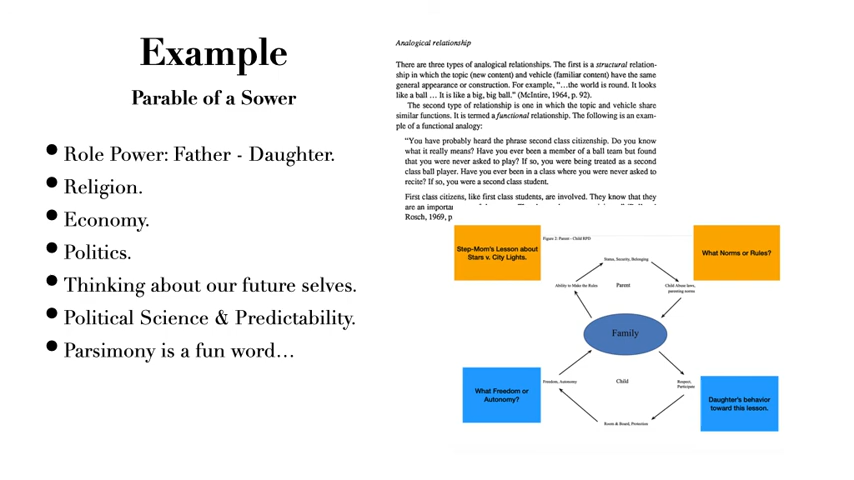 Example
Parable of a Sower
• Role Power: Father - Daughter.
• Religion.
• Economy.
• Politics.
• Thinking about our future selves.
• Political Science & Predictability.
• Parsimony is a fun word...
Analogical relationship
There are three types of analogical relationships. The first is a structural relation-
ship in which the topic (new content) and vehicle (familiar content) have the same
general appearance or construction. For example, “...the world is round. It looks
like a ball ... It is like a big, big ball.” (McIntire, 1964, p. 92).
The second type of relationship is one in which the topic and vehicle share
similar functions. It is termed a functional relationship. The following is an exam-
ple of a functional analogy:
“You have probably heard the phrase second class citizenship. Do you know
what it really means? Have you ever been a member of a ball team but found
that you were never asked to play? If so, you were being treated as a second
class ball player. Have you ever been in a class where you were never asked to
recite? If so, you were a second class student.
First class citizens, like first class students, are involved. They know that they
are an importa
Rosch, 1969, p
Step-Mom's Lesson about
Stars v. City Lights.
Figure 2: Parent - Child RPD
What Norms or Rules?
Status, Security, Belonging
Ability to Make the Rules
Parent
Child Abuse laws,
parenting norms
Family
What Freedom or
Autonomy?
Freedom, Autonomy
Child
Respect,
Participate
Daughter's behavior
toward this lesson.
Room & Board, Protection